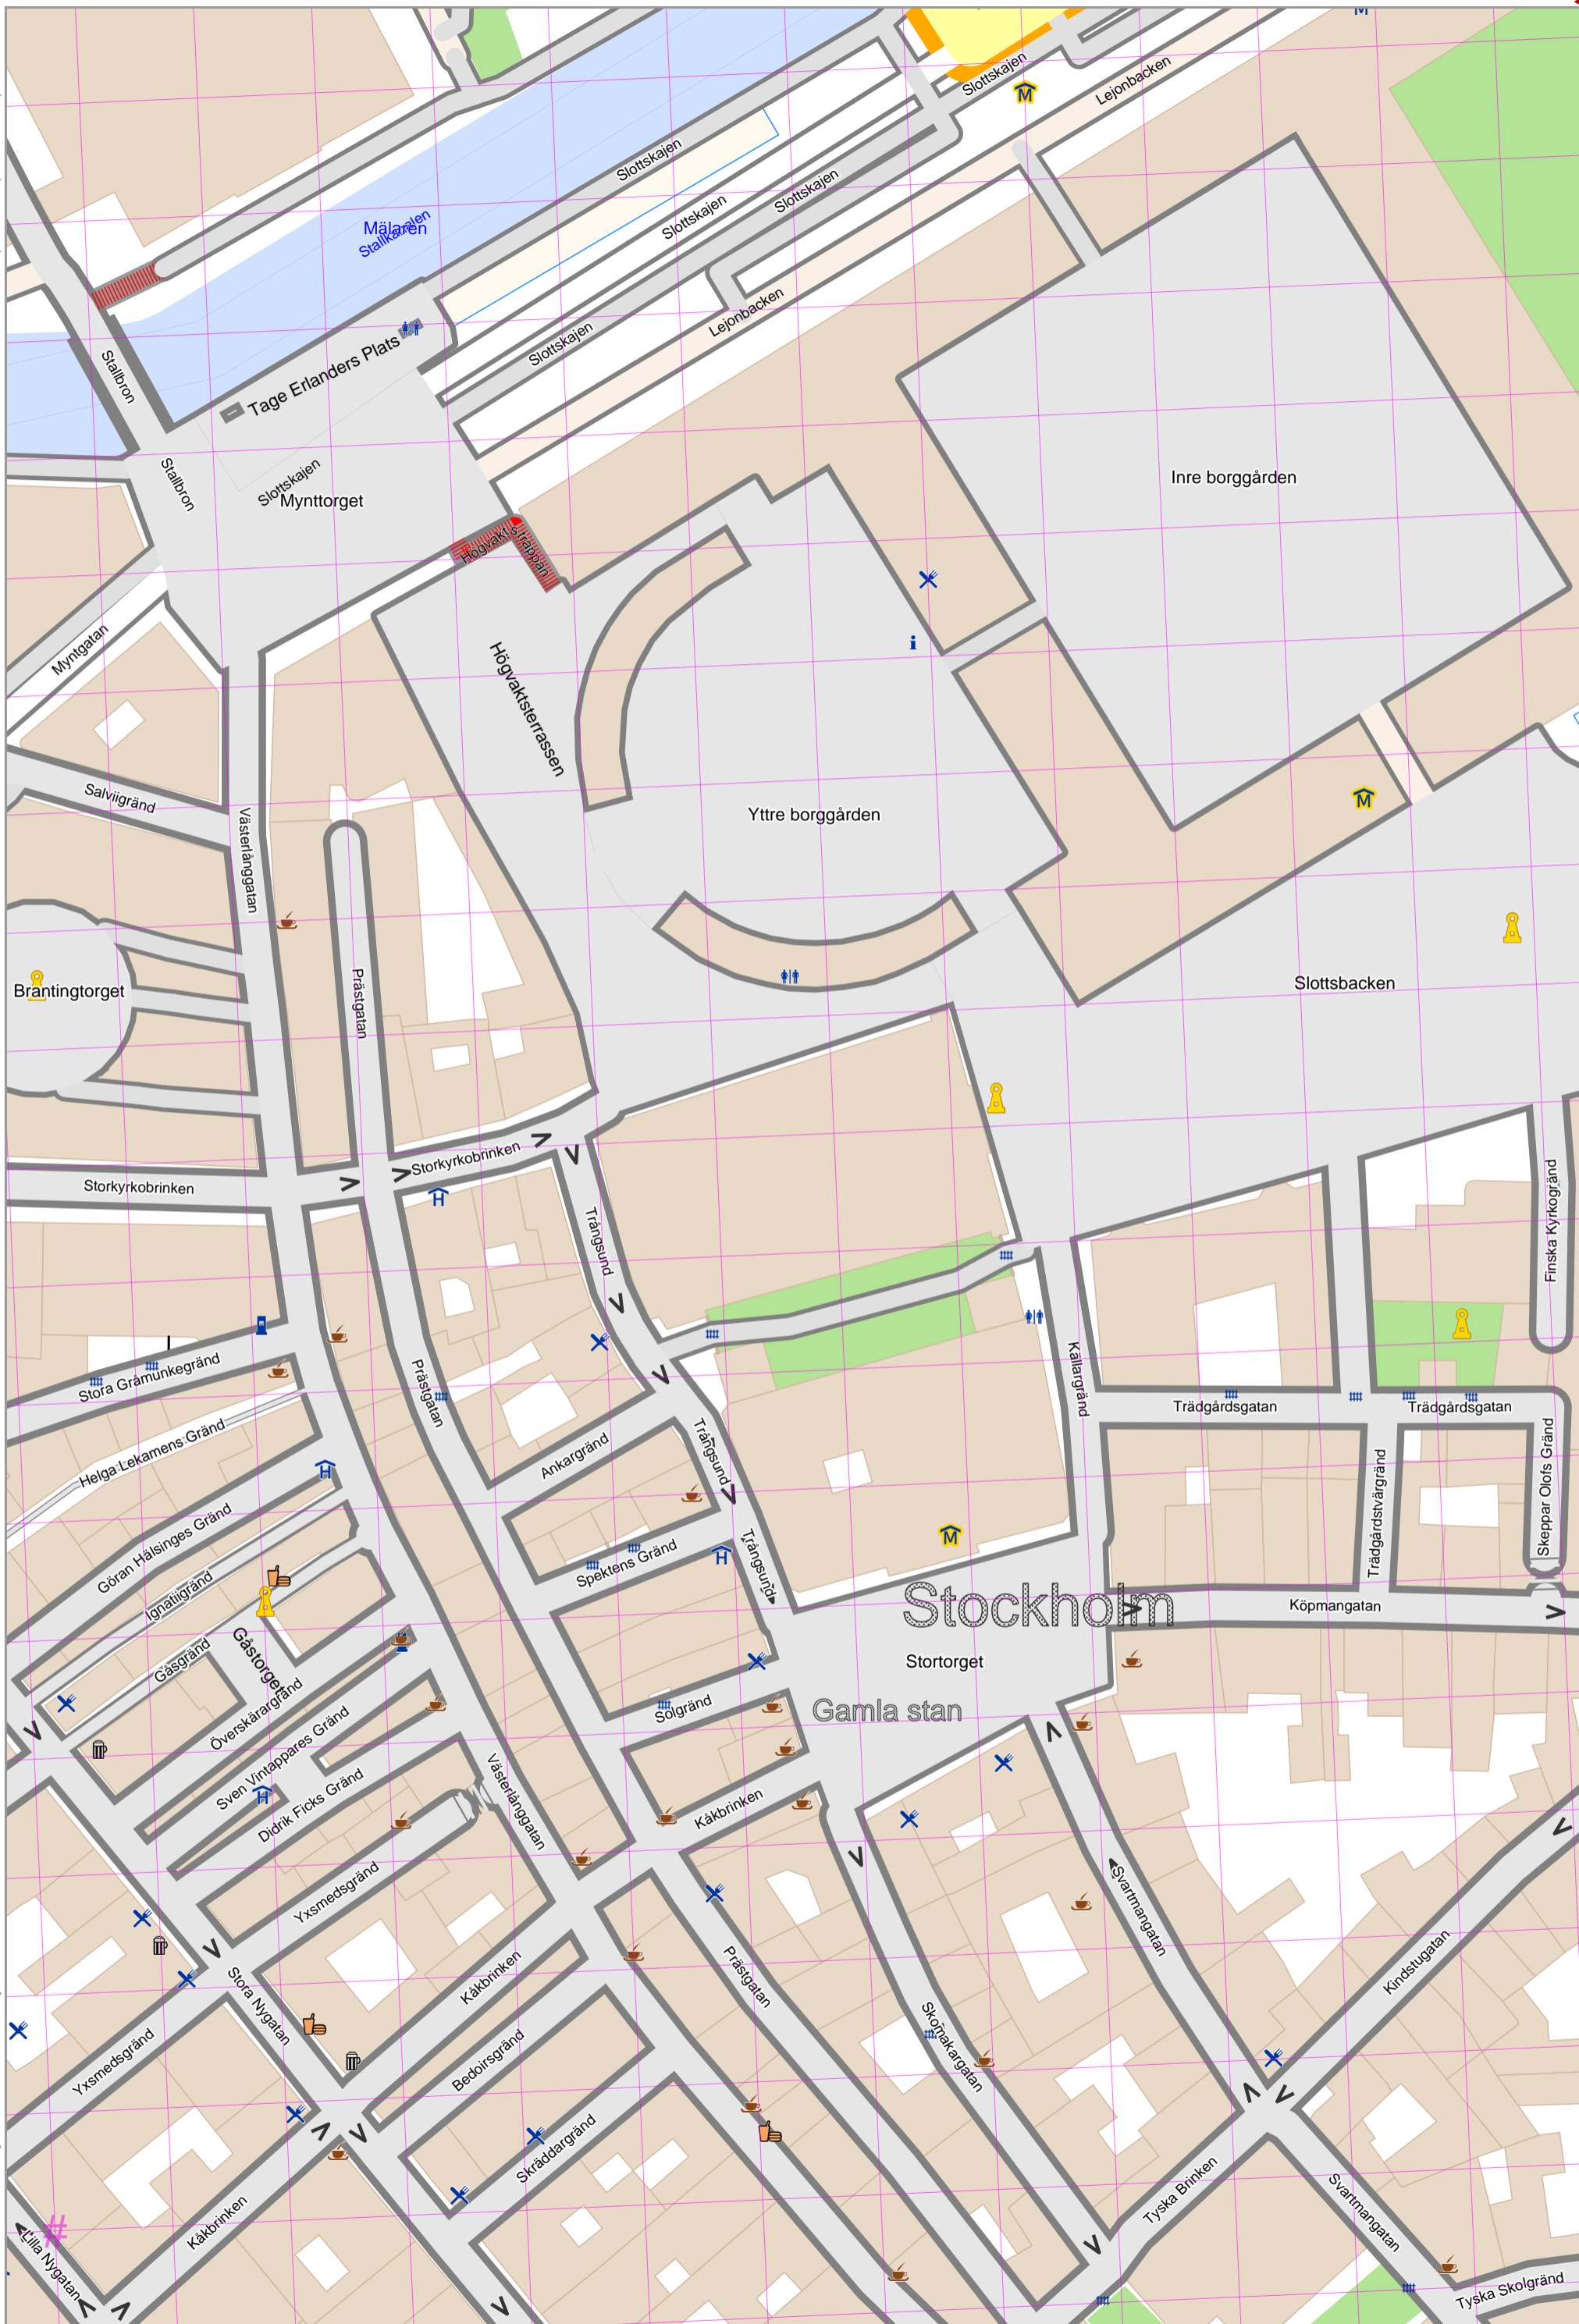 Slottskajen
Lejonbacken
Slottskajen
Slottskajen
Slottskajen
Mälaren
Stallkanalen
Lejonbacken
Slottskajen
Tage Erlanders Plats
Stallbron
Stallbron
Slottskajen
Mynttorget
Inre borggården
Högvaktstrappan
Myntgatan
Högvaktsterrassen
Salviigränd
Västerlånggatan
Yttre borggården
Brantingtorget
Prästgatan
Slottsbacken
Storkyrkobrinken
Storkyrkobrinken
Trångsund
Finska Kyrkogränd
Stora Gråmunkegränd
Prästgatan
Källargränd
Trädgårdsgatan
Trädgårdsgatan
Helga Lekamens Gränd
Ankargränd
Trångsund
Trädgårdstvärgränd
Skeppar Olofs Gränd
Göran Hälsinges Gränd
Spektens Gränd
Trångsund
Ignatiigränd
Stockholm
Köpmangatan
Gåsgränd
Gåstorget
Stortorget
Överskärargränd
Solgränd
Gamla stan
Sven Vintappares Gränd
Didrik Ficks Gränd
Västerlånggatan
Kåkbrinken
Yxsmedsgränd
Svartmangatan
Kåkbrinken
Prästgatan
Kindstugatan
Stora Nygatan
Skomakargatan
Yxsmedsgränd
Bedoirsgränd
Skräddargränd
Tyska Brinken
Svartmangatan
Kåkbrinken
#
Lilla Nygatan
Tyska Skolgränd